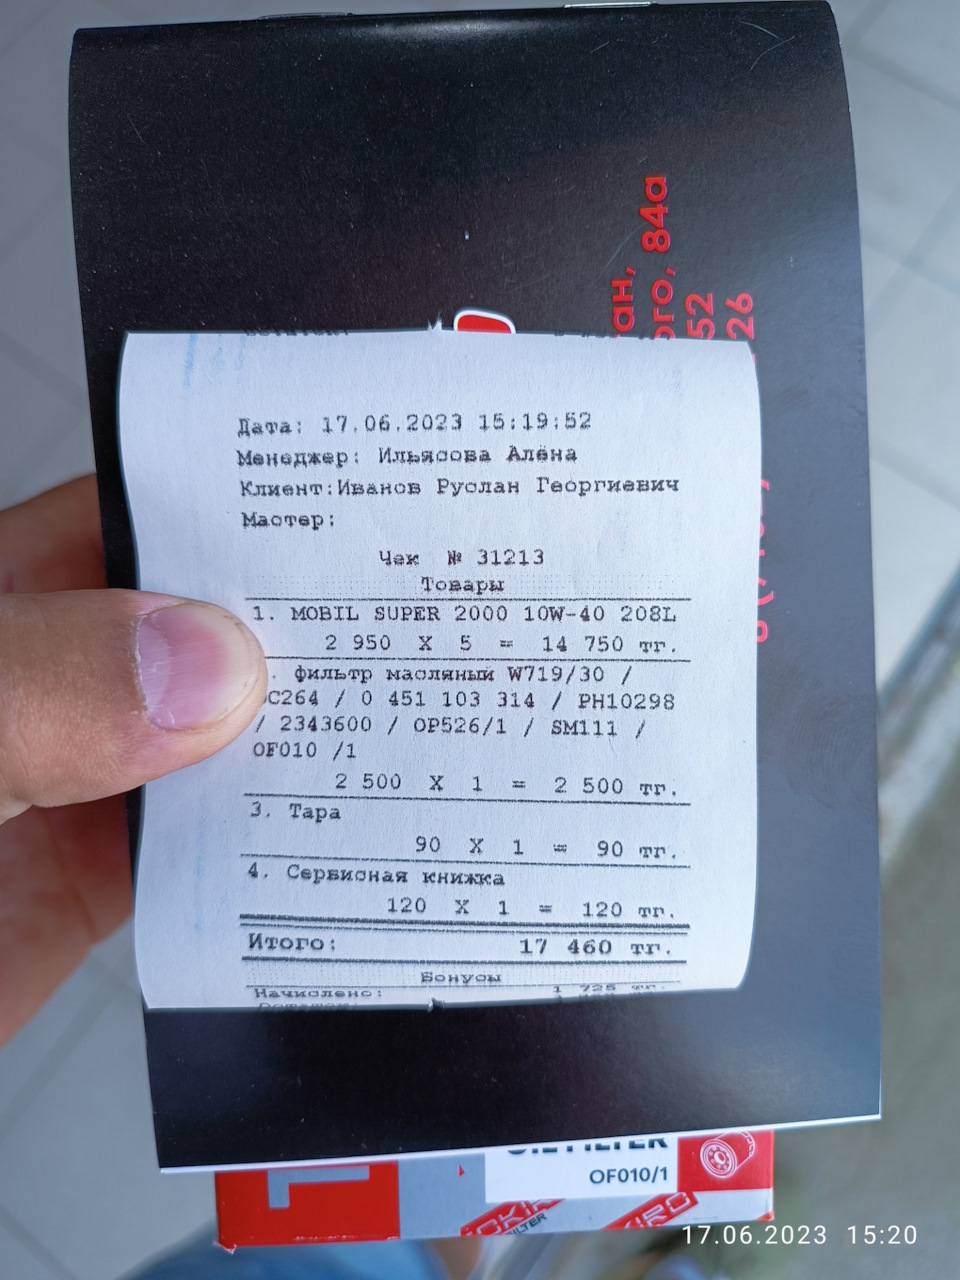 84а
52
26
Дата: 17.06.2023 15:19:52
Менеджер: Ильясова Алёна
Клиент:Иванов Руслан Георгиевич
Мастер:
Чек № 31213
Товары
1. MOBIL SUPER 2000 10W-40 208L
2 950 X 5 = 14 750 тг.
фильтр масляный W719/30 /
C264 / 0 451 103 314 / PH10298
/ 2343600 / OP526/1 / SM111 /
OF010 /1
2 500 X 1 = 2 500 тг.
3. Тара
90 X 1 = 90 тг.
4. Сервисная книжка
120 X 1 = 120 тг.
Итого: 17 460 тг.
Бонусы
Начислено: 1 725 тг.
OF010/1
17.06.2023 15:20